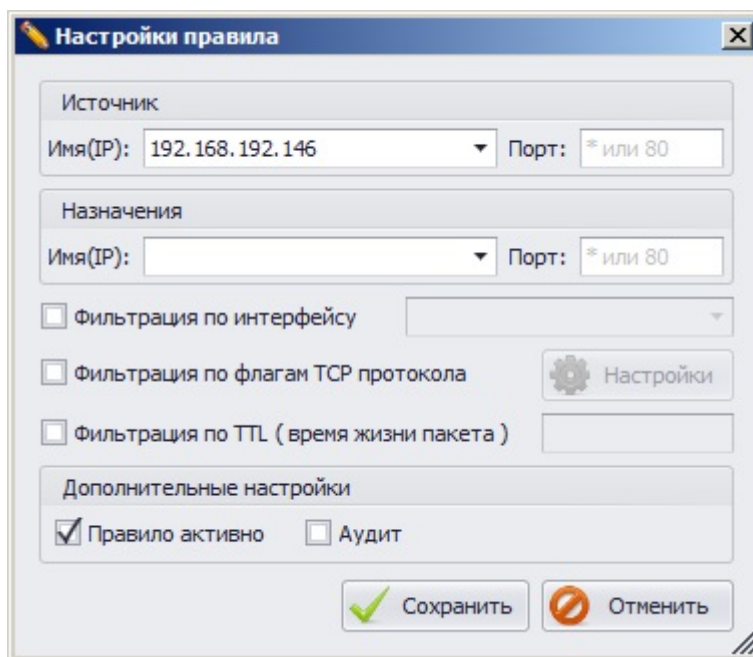 Настройки правила
Источник
Имя(IP): 192.168.192.146 Порт: * или 80
Назначения
Имя(IP): Порт: * или 80
Фильтрация по интерфейсу
Фильтрация по флагам TCP протокола Настройки
Фильтрация по TTL ( время жизни пакета )
Дополнительные настройки
Правило активно Аудит
Сохранить Отменить